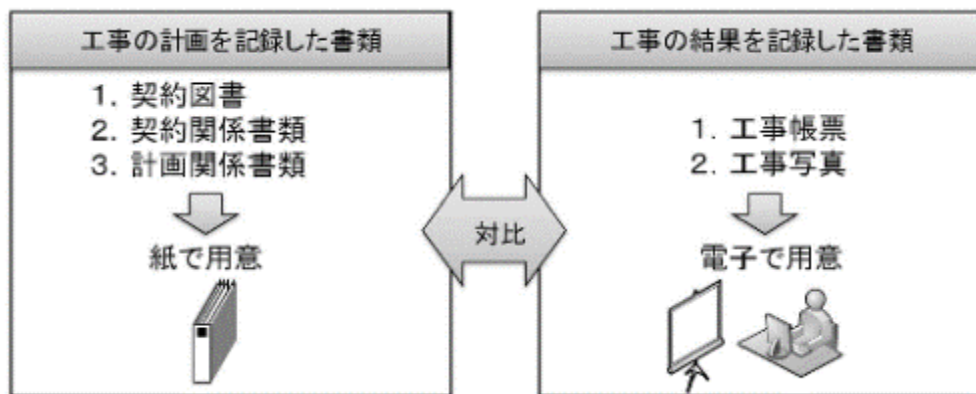 工事の計画を記録した書類
1. 契約図書
2. 契約関係書類
3. 計画関係書類
紙で用意
対比
工事の結果を記録した書類
1. 工事帳票
2. 工事写真
電子で用意